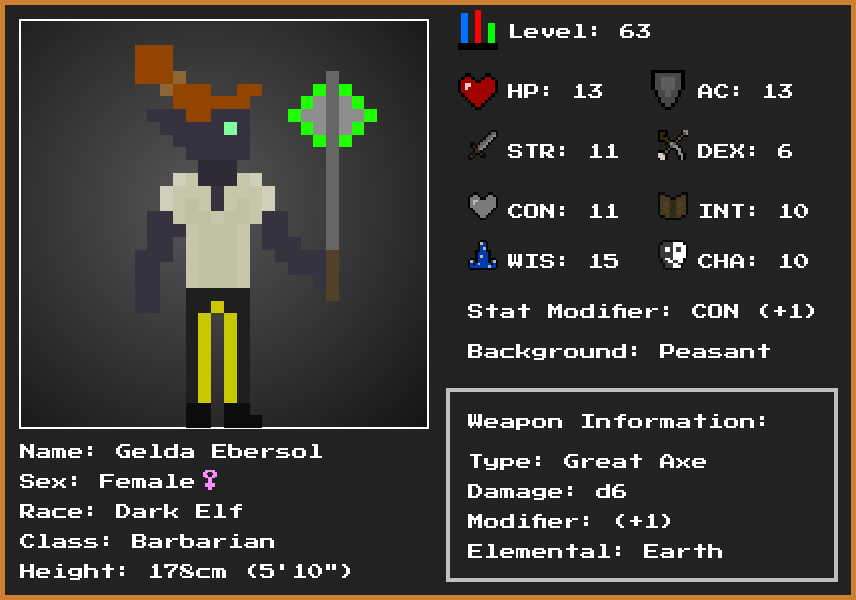 Level: 63
HP: 13
AC: 13
STR: 11
DEX: 6
CON: 11
INT: 10
WIS: 15
CHA: 10
Stat Modifier: CON (+1)
Background: Peasant
Weapon Information:
Type: Great Axe
Damage: d6
Modifier: (+1)
Elemental: Earth
Name: Gelda Ebersol
Sex: Female♀
Race: Dark Elf
Class: Barbarian
Height: 178cm (5'10")